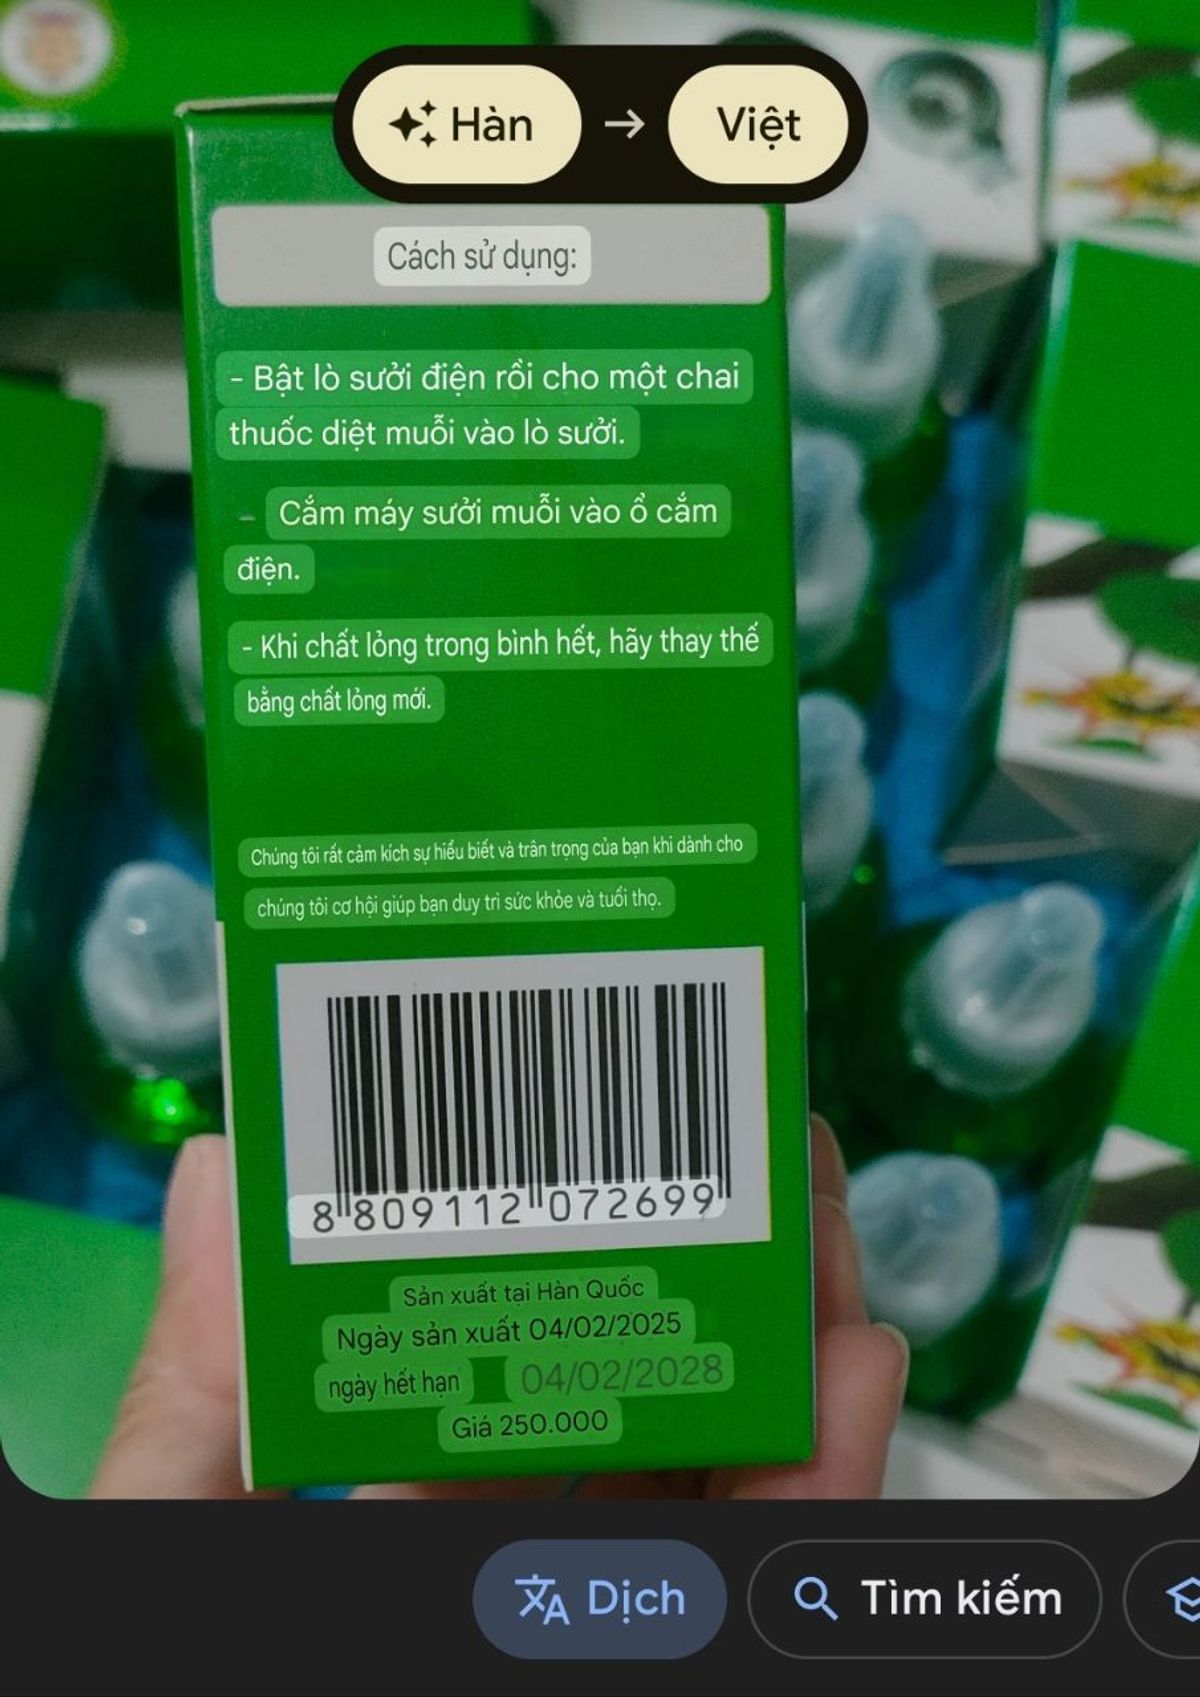 Hàn → Việt
Cách sử dụng:
- Bật lò sưởi điện rồi cho một chai
thuốc diệt muỗi vào lò sưởi.
- Cắm máy sưởi muỗi vào ổ cắm
điện.
- Khi chất lỏng trong bình hết, hãy thay thế
bằng chất lỏng mới.
Chúng tôi rất cảm kích sự hiểu biết và trân trọng của bạn khi dành cho
chúng tôi cơ hội giúp bạn duy trì sức khỏe và tuổi thọ.
8 809112 072699
Sản xuất tại Hàn Quốc
Ngày sản xuất 04/02/2025
ngày hết hạn 04/02/2028
Giá 250.000
Dịch
Tìm kiếm